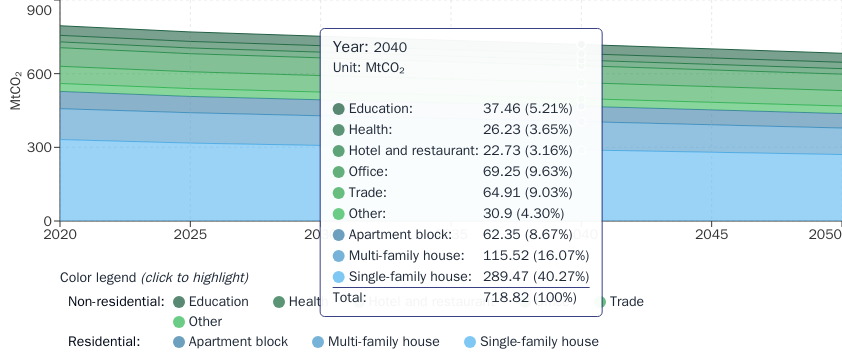 900
600
300
0
MtCO₂
2020
2025
2045
2050
Year: 2040
Unit: MtCO₂
Education: 37.46 (5.21%)
Health: 26.23 (3.65%)
Hotel and restaurant: 22.73 (3.16%)
Office: 69.25 (9.63%)
Trade: 64.91 (9.03%)
Other: 30.9 (4.30%)
Apartment block: 62.35 (8.67%)
Multi-family house: 115.52 (16.07%)
Single-family house: 289.47 (40.27%)
Total: 718.82 (100%)
Color legend (click to highlight)
Non-residential: Education Health Hotel and restaurant Trade
Other
Residential: Apartment block Multi-family house Single-family house